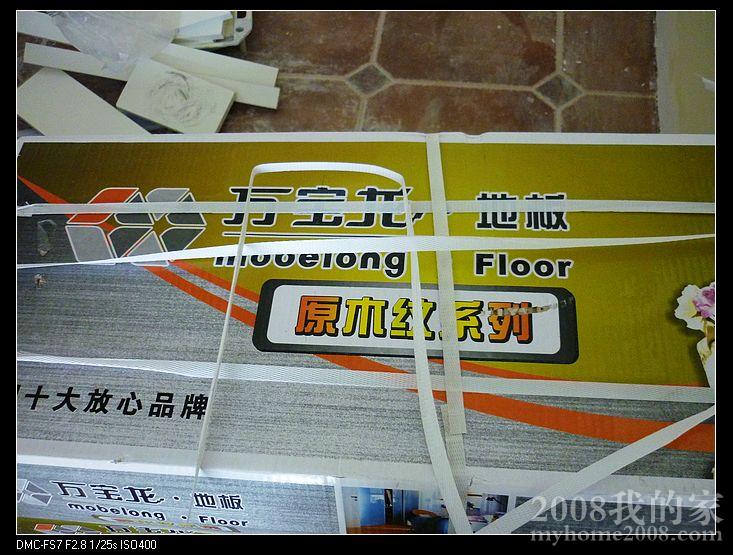 万宝龙·地板
mobelong Floor
原木纹系列
十大放心品牌
万宝龙·地板
mobelong · Floor
2008我的家
myhome2008.com
DMC-FS7 F2.8 1/25s ISO400